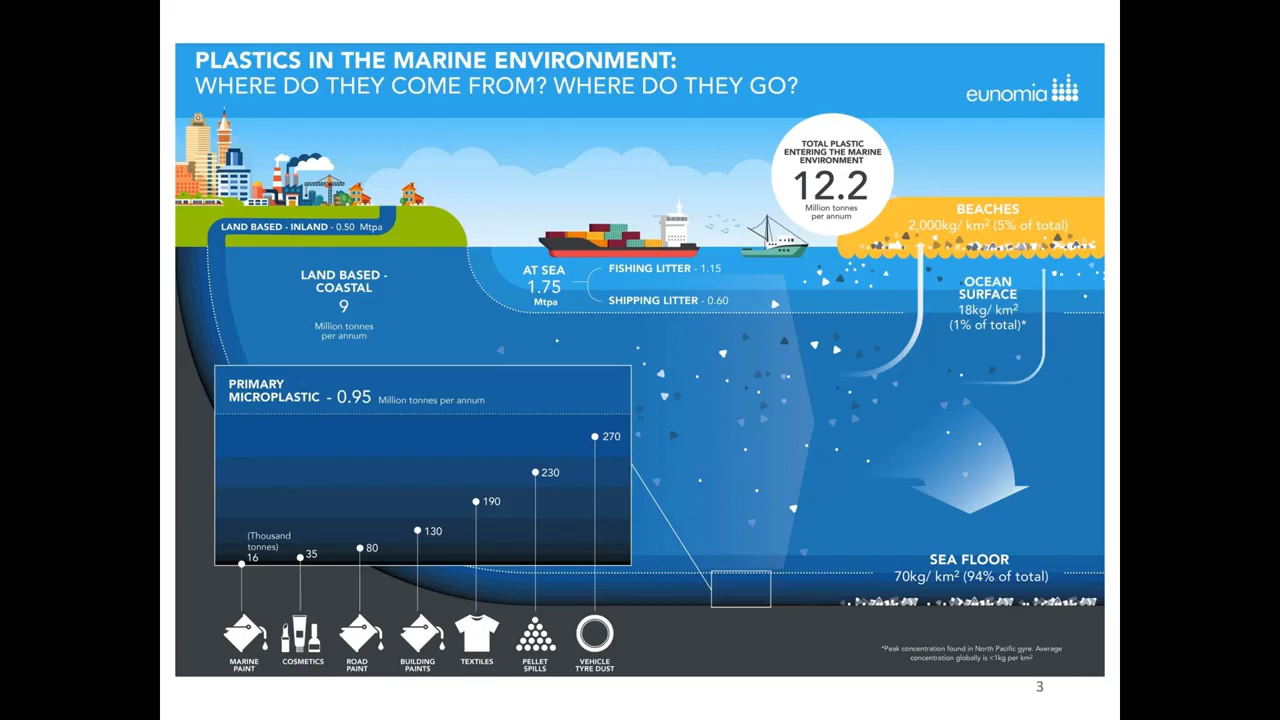 PLASTICS IN THE MARINE ENVIRONMENT:
WHERE DO THEY COME FROM? WHERE DO THEY GO?
eunomia
TOTAL PLASTIC
ENTERING THE MARINE
ENVIRONMENT
12.2
Million tonnes
per annum
LAND BASED - INLAND - 0.50 Mtpa
LAND BASED -
COASTAL
9
Million tonnes
per annum
AT SEA
1.75
Mtpa
FISHING LITTER - 1.15
SHIPPING LITTER - 0.60
BEACHES
2,000kg/ km² (5% of total)
OCEAN
SURFACE
18kg/ km²
(1% of total)*
PRIMARY
MICROPLASTIC - 0.95 Million tonnes per annum
(Thousand
tonnes)
16
35
80
130
190
230
270
MARINE
PAINT
COSMETICS
ROAD
PAINT
BUILDING
PAINTS
TEXTILES
PELLET
SPILLS
VEHICLE
TYRE DUST
SEA FLOOR
70kg/ km² (94% of total)
*Peak concentration found in North Pacific gyre. Average
concentration globally is <1kg per km²
3